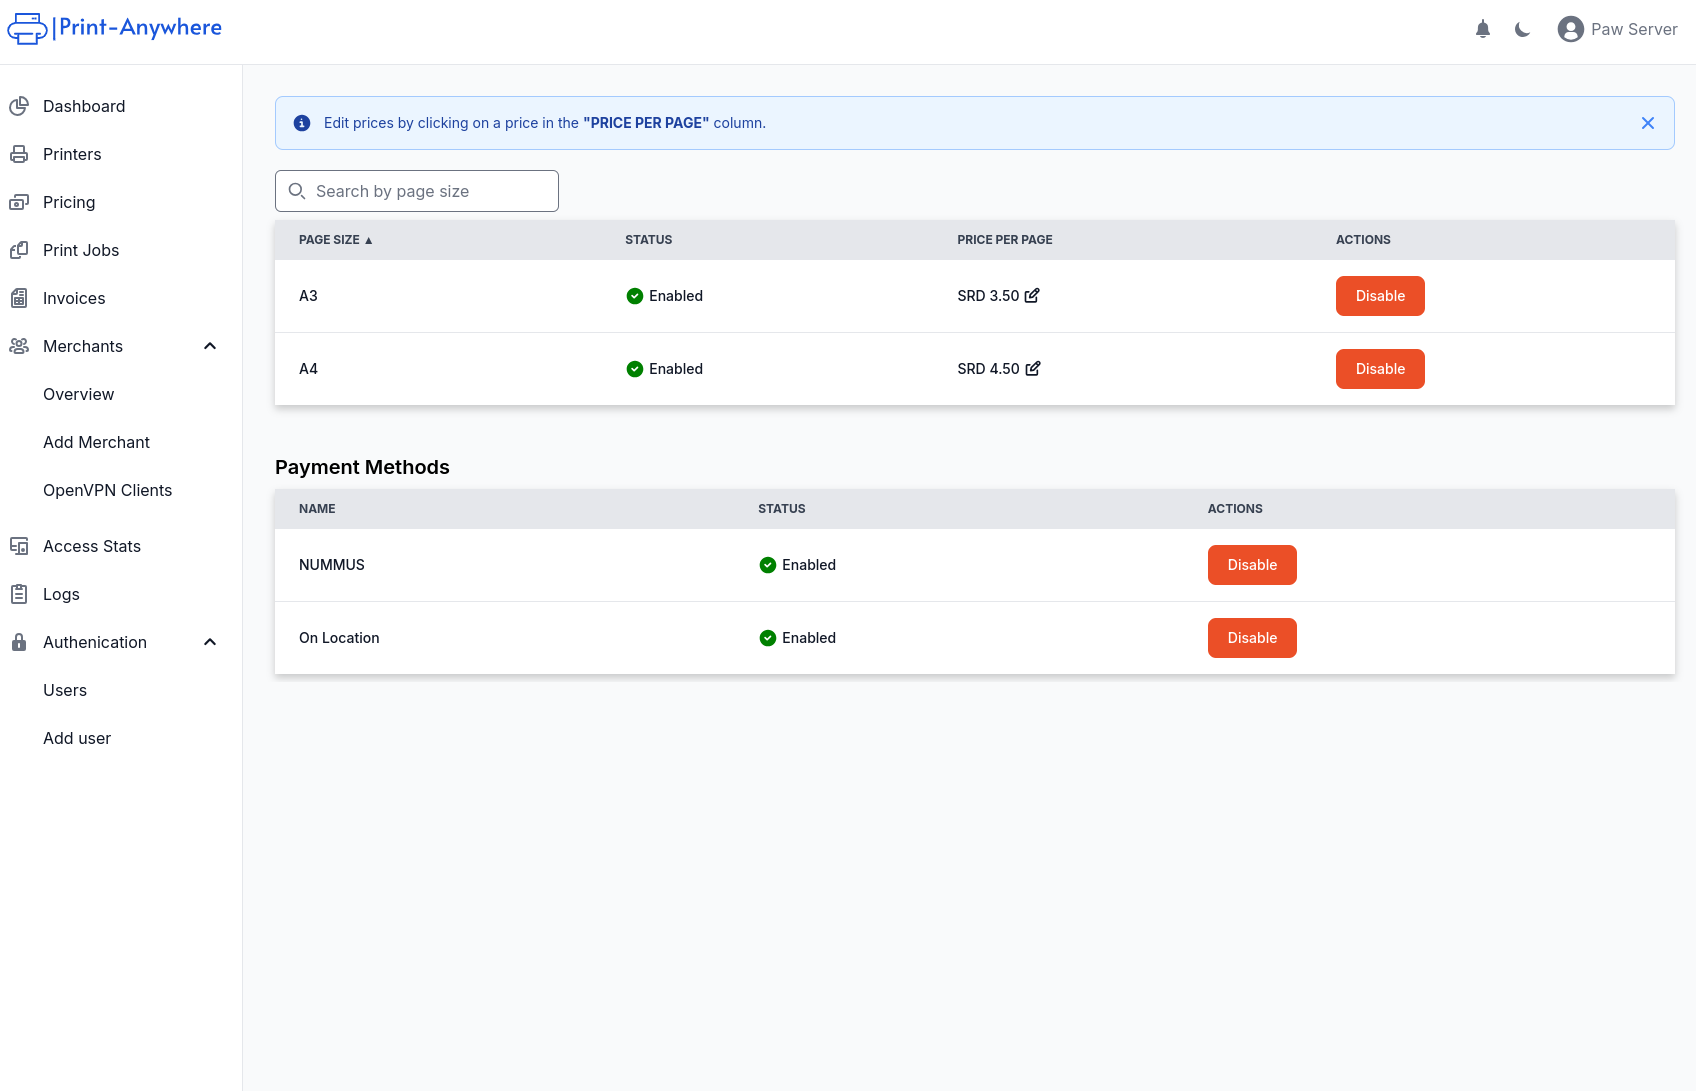 Print-Anywhere
Paw Server
Dashboard
Printers
Pricing
Print Jobs
Invoices
Merchants
Overview
Add Merchant
OpenVPN Clients
Access Stats
Logs
Authenication
Users
Add user
Edit prices by clicking on a price in the "PRICE PER PAGE" column.
Search by page size
PAGE SIZE ▲ STATUS PRICE PER PAGE ACTIONS
A3 Enabled SRD 3.50 Disable
A4 Enabled SRD 4.50 Disable
Payment Methods
NAME STATUS ACTIONS
NUMMUS Enabled Disable
On Location Enabled Disable